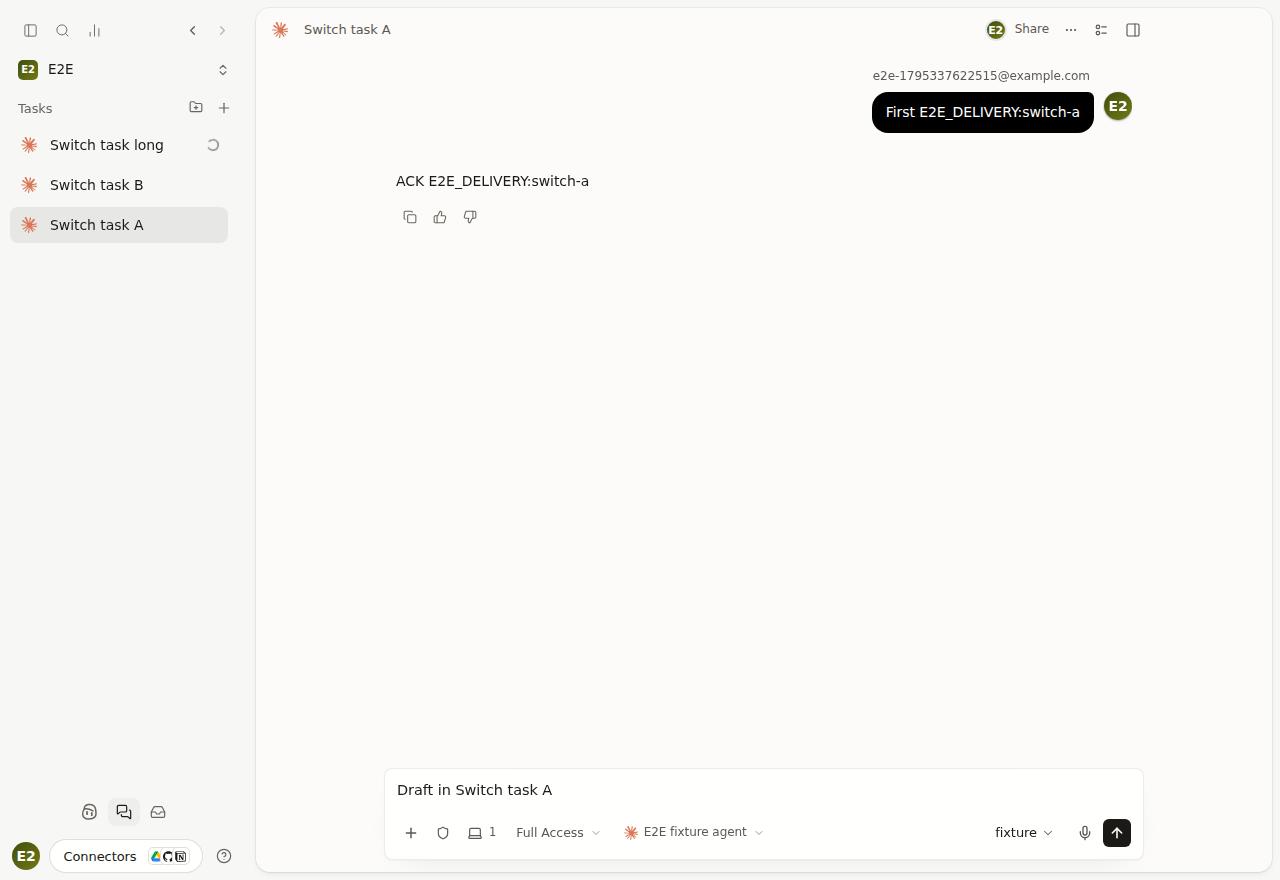 Switch task A
E2 Share
E2 E2E
Tasks
Switch task long
Switch task B
Switch task A
e2e-1795337622515@example.com
First E2E_DELIVERY:switch-a
E2
ACK E2E_DELIVERY:switch-a
Draft in Switch task A
1 Full Access E2E fixture agent fixture
E2 Connectors